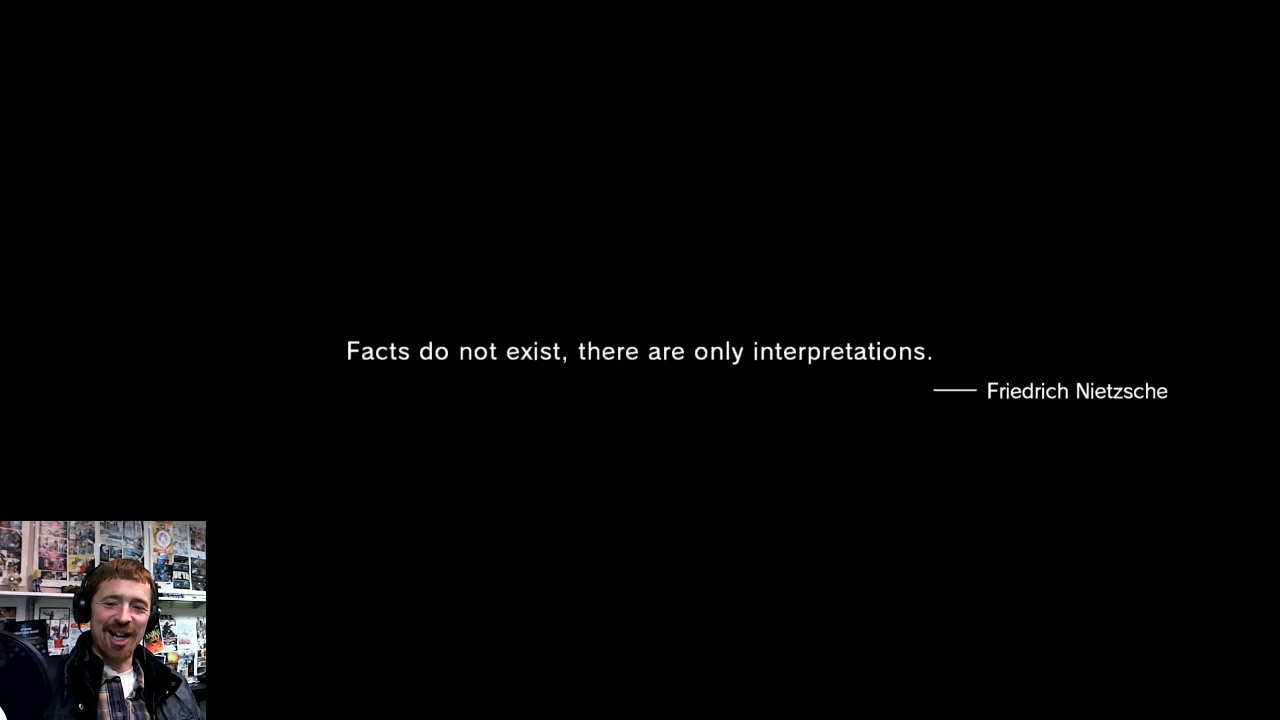 Facts do not exist, there are only interpretations.
—— Friedrich Nietzsche